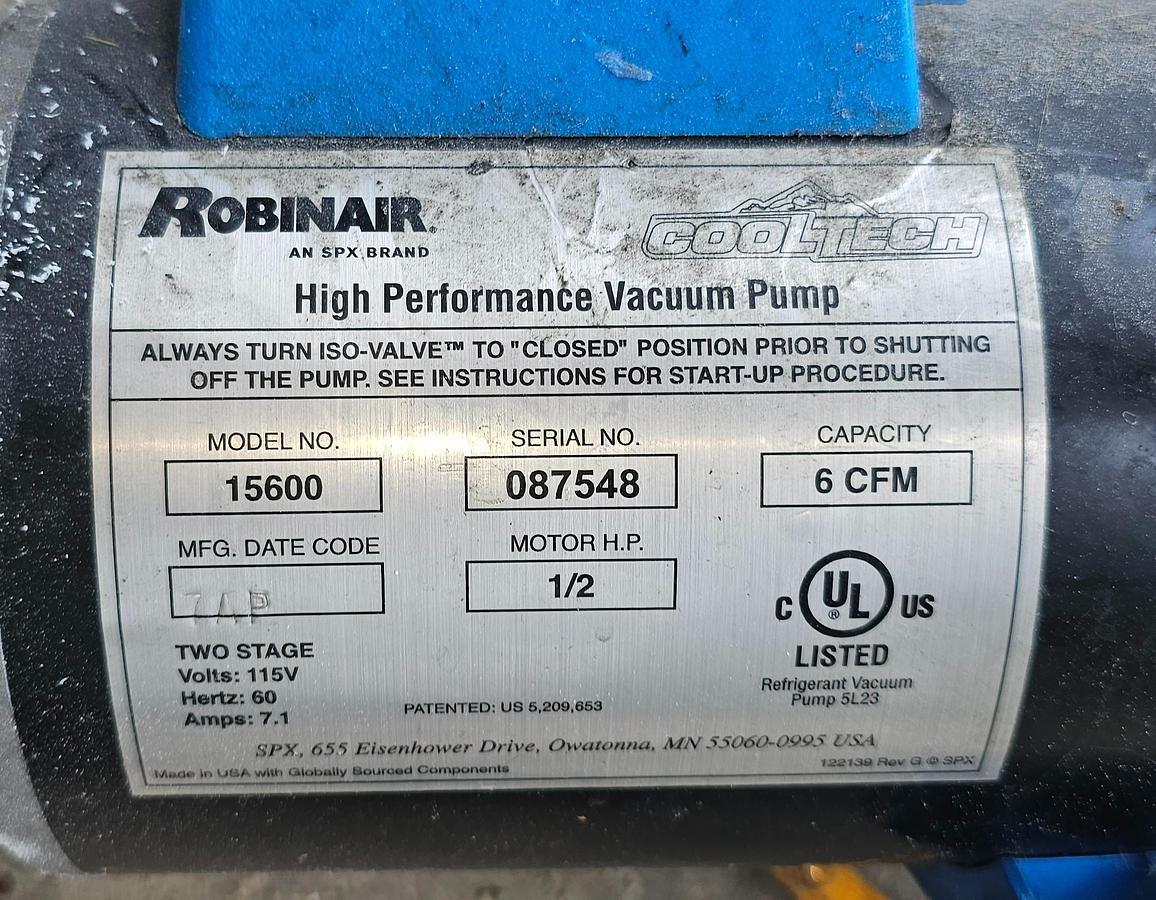 ROBINAIR®
AN SPX BRAND
COOLTECH
High Performance Vacuum Pump
ALWAYS TURN ISO-VALVE™ TO "CLOSED" POSITION PRIOR TO SHUTTING
OFF THE PUMP. SEE INSTRUCTIONS FOR START-UP PROCEDURE.
MODEL NO. SERIAL NO. CAPACITY
15600 087548 6 CFM
MFG. DATE CODE MOTOR H.P.
1/2
C UL® US
LISTED
Refrigerant Vacuum
Pump 5L23
TWO STAGE
Volts: 115V
Hertz: 60
Amps: 7.1
PATENTED: US 5,209,653
SPX, 655 Eisenhower Drive, Owatonna, MN 55060-0995 USA
Made in USA with Globally Sourced Components
122139 Rev G © SPX